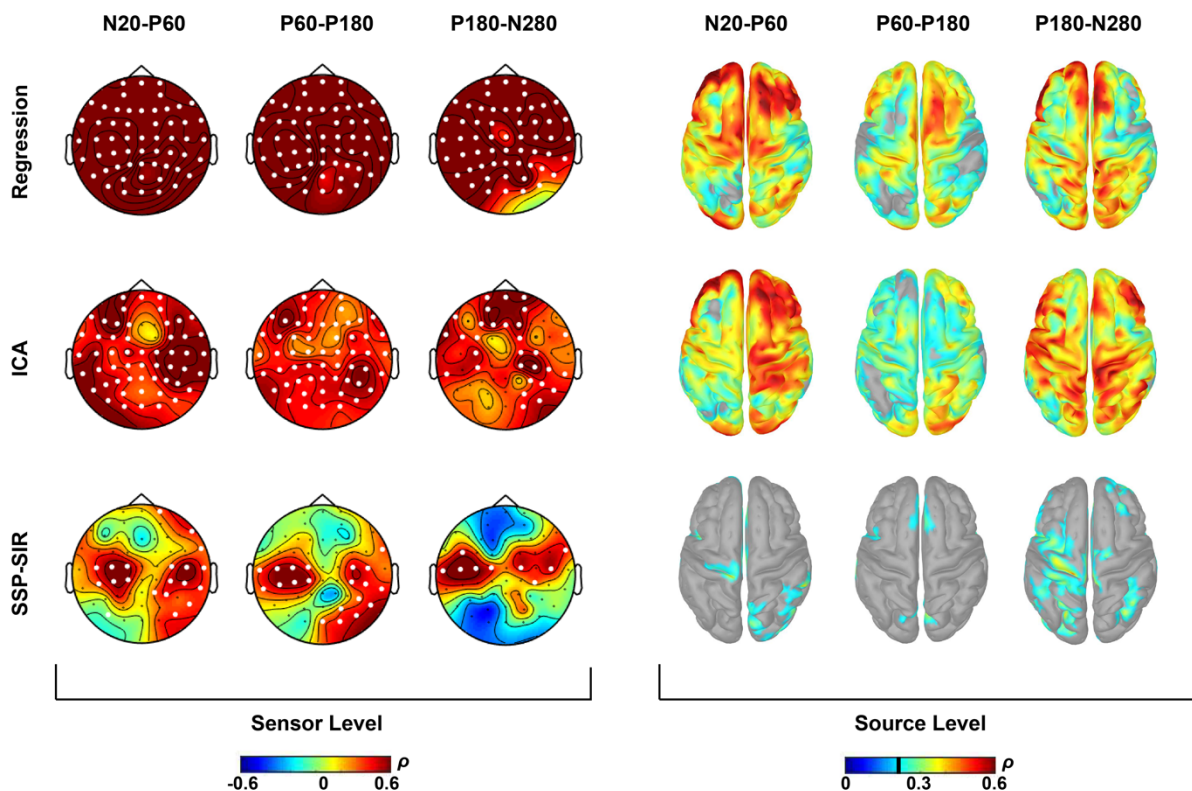 N20-P60 P60-P180 P180-N280 N20-P60 P60-P180 P180-N280
Regression
ICA
SSP-SIR
Sensor Level Source Level
ρ ρ
-0.6 0 0.6 0 0.2 0.6